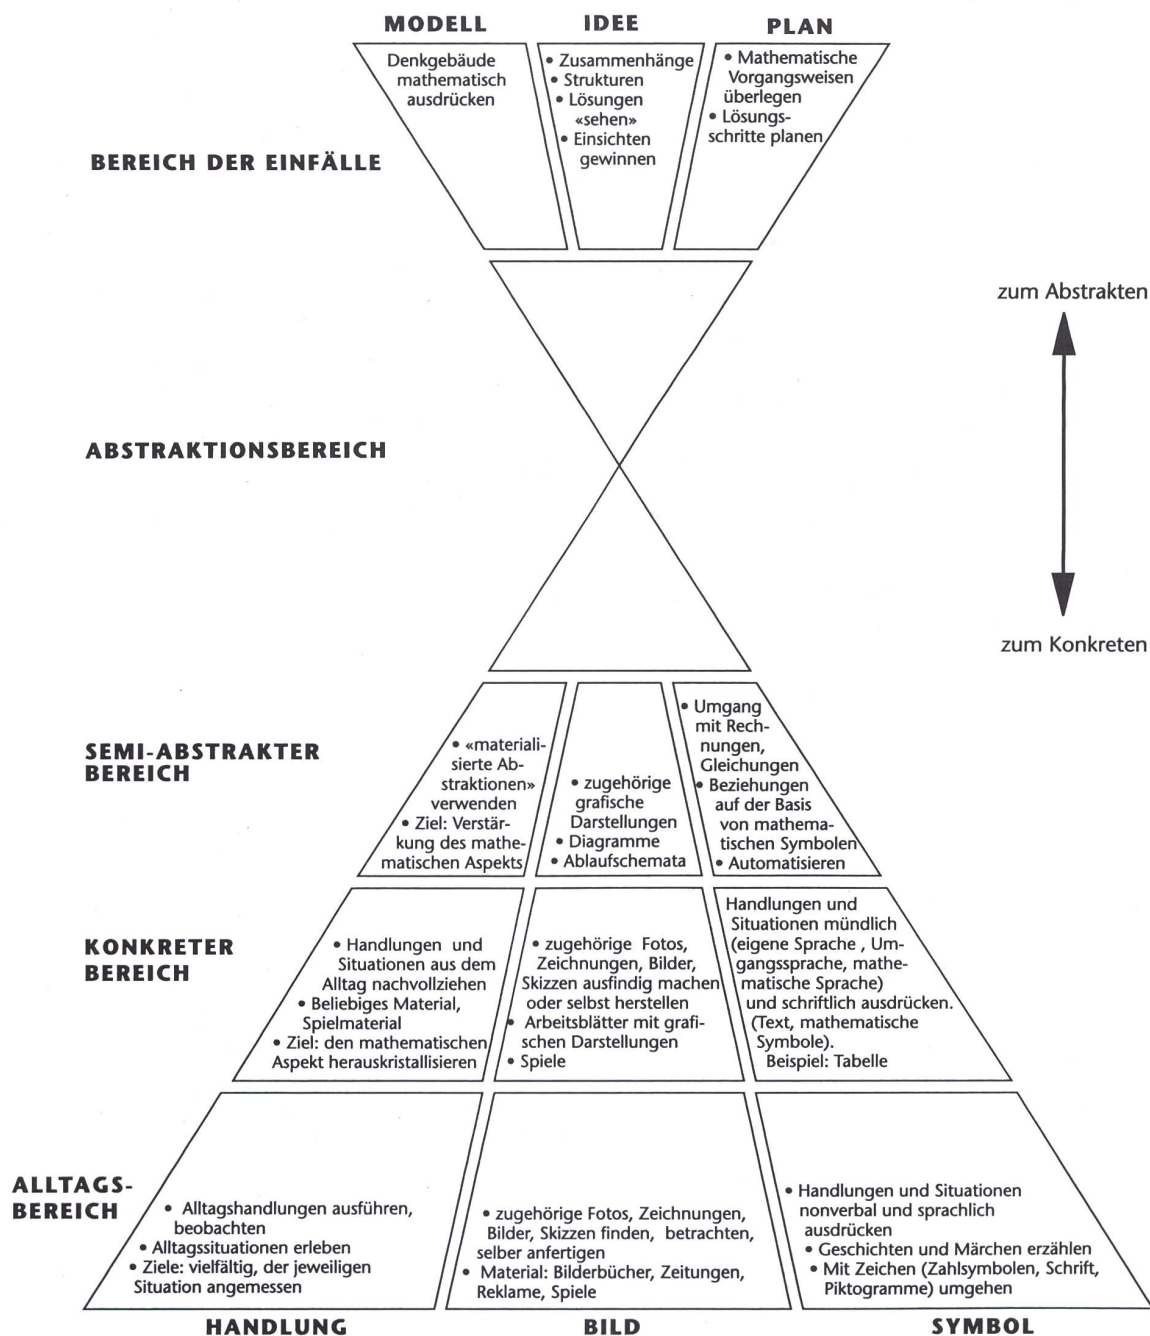 MODELL
IDEE
PLAN
Denkgebäude
mathematisch
ausdrücken
• Zusammenhänge
• Strukturen
• Lösungen
«sehen»
• Einsichten
gewinnen
• Mathematische
Vorgangsweisen
überlegen
• Lösungs-
schritte planen
BEREICH DER EINFÄLLE
zum Abstrakten
ABSTRAKTIONSBEREICH
zum Konkreten
SEMI-ABSTRAKTER
BEREICH
• «materiali-
sierte Ab-
straktionen»
verwenden
• Ziel: Verstär-
kung des mathe-
matischen Aspekts
• zugehörige
grafische
Darstellungen
• Diagramme
• Ablaufschemata
• Umgang
mit Rech-
nungen,
Gleichungen
• Beziehungen
auf der Basis
von mathema-
tischen Symbolen
• Automatisieren
KONKRETER
BEREICH
• Handlungen und
Situationen aus dem
Alltag nachvollziehen
• Beliebiges Material,
Spielmaterial
• Ziel: den mathematischen
Aspekt herauskristallisieren
• zugehörige Fotos,
Zeichnungen, Bilder,
Skizzen ausfindig machen
oder selbst herstellen
• Arbeitsblätter mit grafi-
schen Darstellungen
• Spiele
Handlungen und
Situationen mündlich
(eigene Sprache , Um-
gangssprache, mathe-
matische Sprache)
und schriftlich ausdrücken.
(Text, mathematische
Symbole).
Beispiel: Tabelle
ALLTAGS-
BEREICH
• Alltagshandlungen ausführen,
beobachten
• Alltagssituationen erleben
• Ziele: vielfältig, der jeweiligen
Situation angemessen
• zugehörige Fotos, Zeichnungen,
Bilder, Skizzen finden, betrachten,
selber anfertigen
• Material: Bilderbücher, Zeitungen,
Reklame, Spiele
• Handlungen und Situationen
nonverbal und sprachlich
ausdrücken
• Geschichten und Märchen erzählen
• Mit Zeichen (Zahlsymbolen, Schrift,
Piktogramme) umgehen
HANDLUNG
BILD
SYMBOL